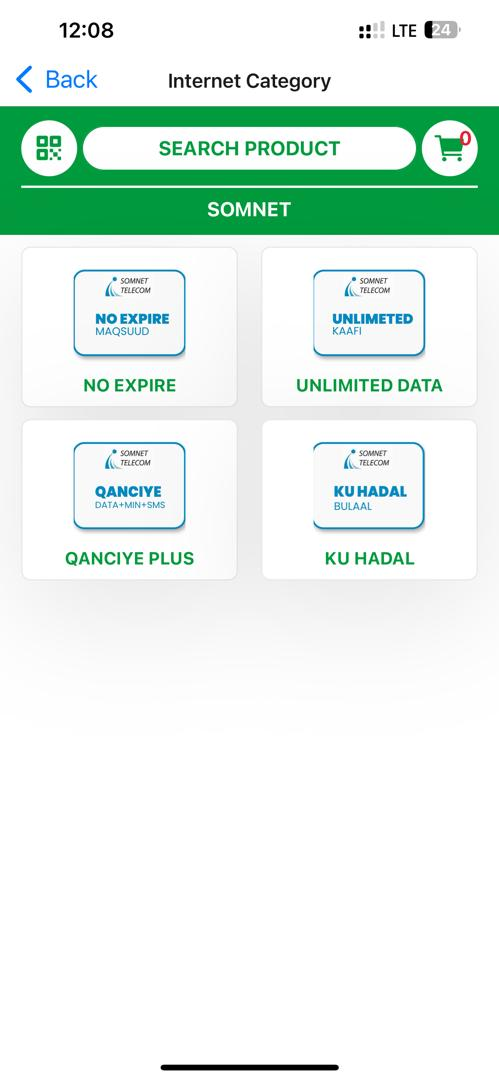 12:08
LTE
24
Back
Internet Category
SEARCH PRODUCT
0
SOMNET
SOMNET
TELECOM
NO EXPIRE
MAQSUUD
NO EXPIRE
SOMNET
TELECOM
UNLIMETED
KAAFI
UNLIMITED DATA
SOMNET
TELECOM
QANCIYE
DATA+MIN+SMS
QANCIYE PLUS
SOMNET
TELECOM
KU HADAL
BULAAL
KU HADAL